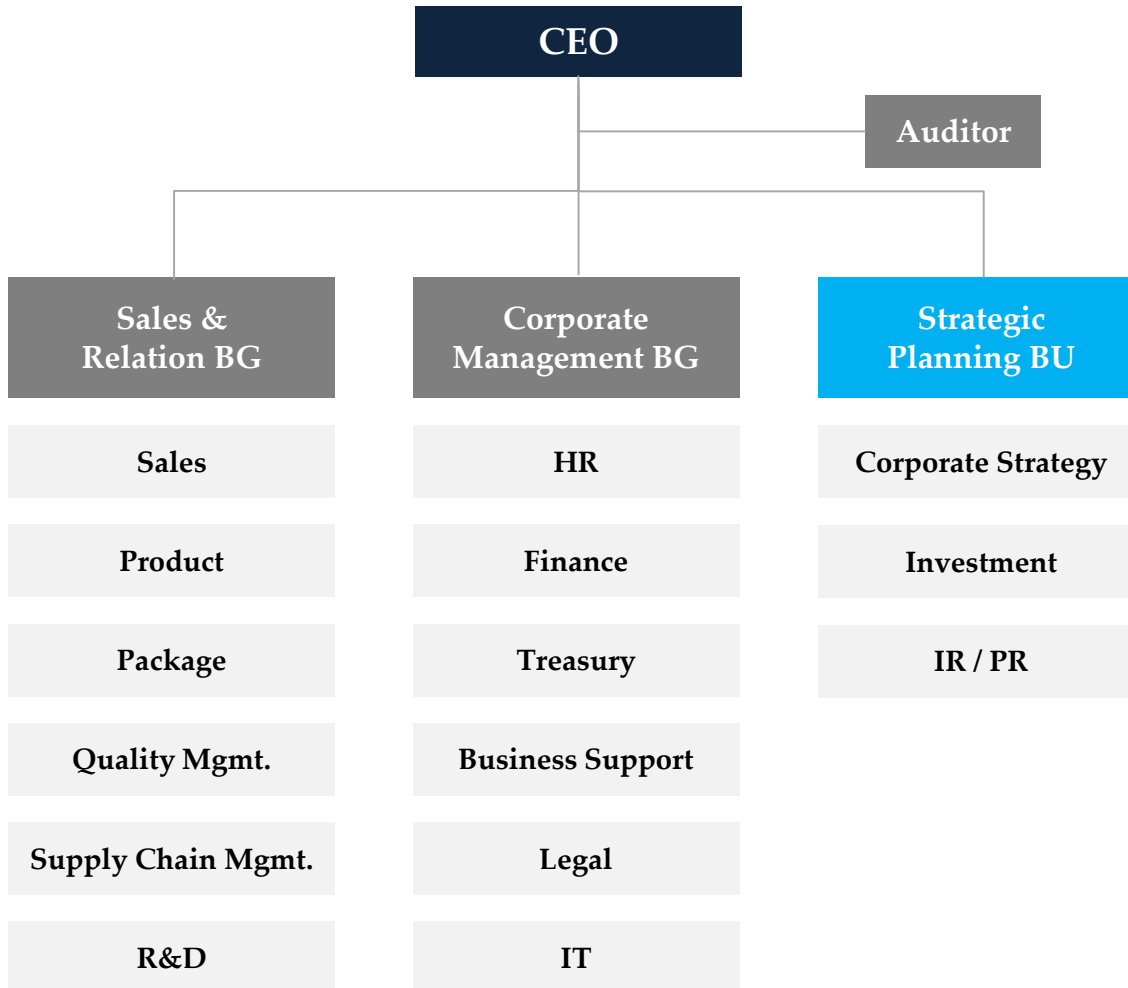 CEO
Auditor
Sales &
Relation BG
Corporate
Management BG
Strategic
Planning BU
Sales
Product
Package
Quality Mgmt.
Supply Chain Mgmt.
R&D
HR
Finance
Treasury
Business Support
Legal
IT
Corporate Strategy
Investment
IR / PR